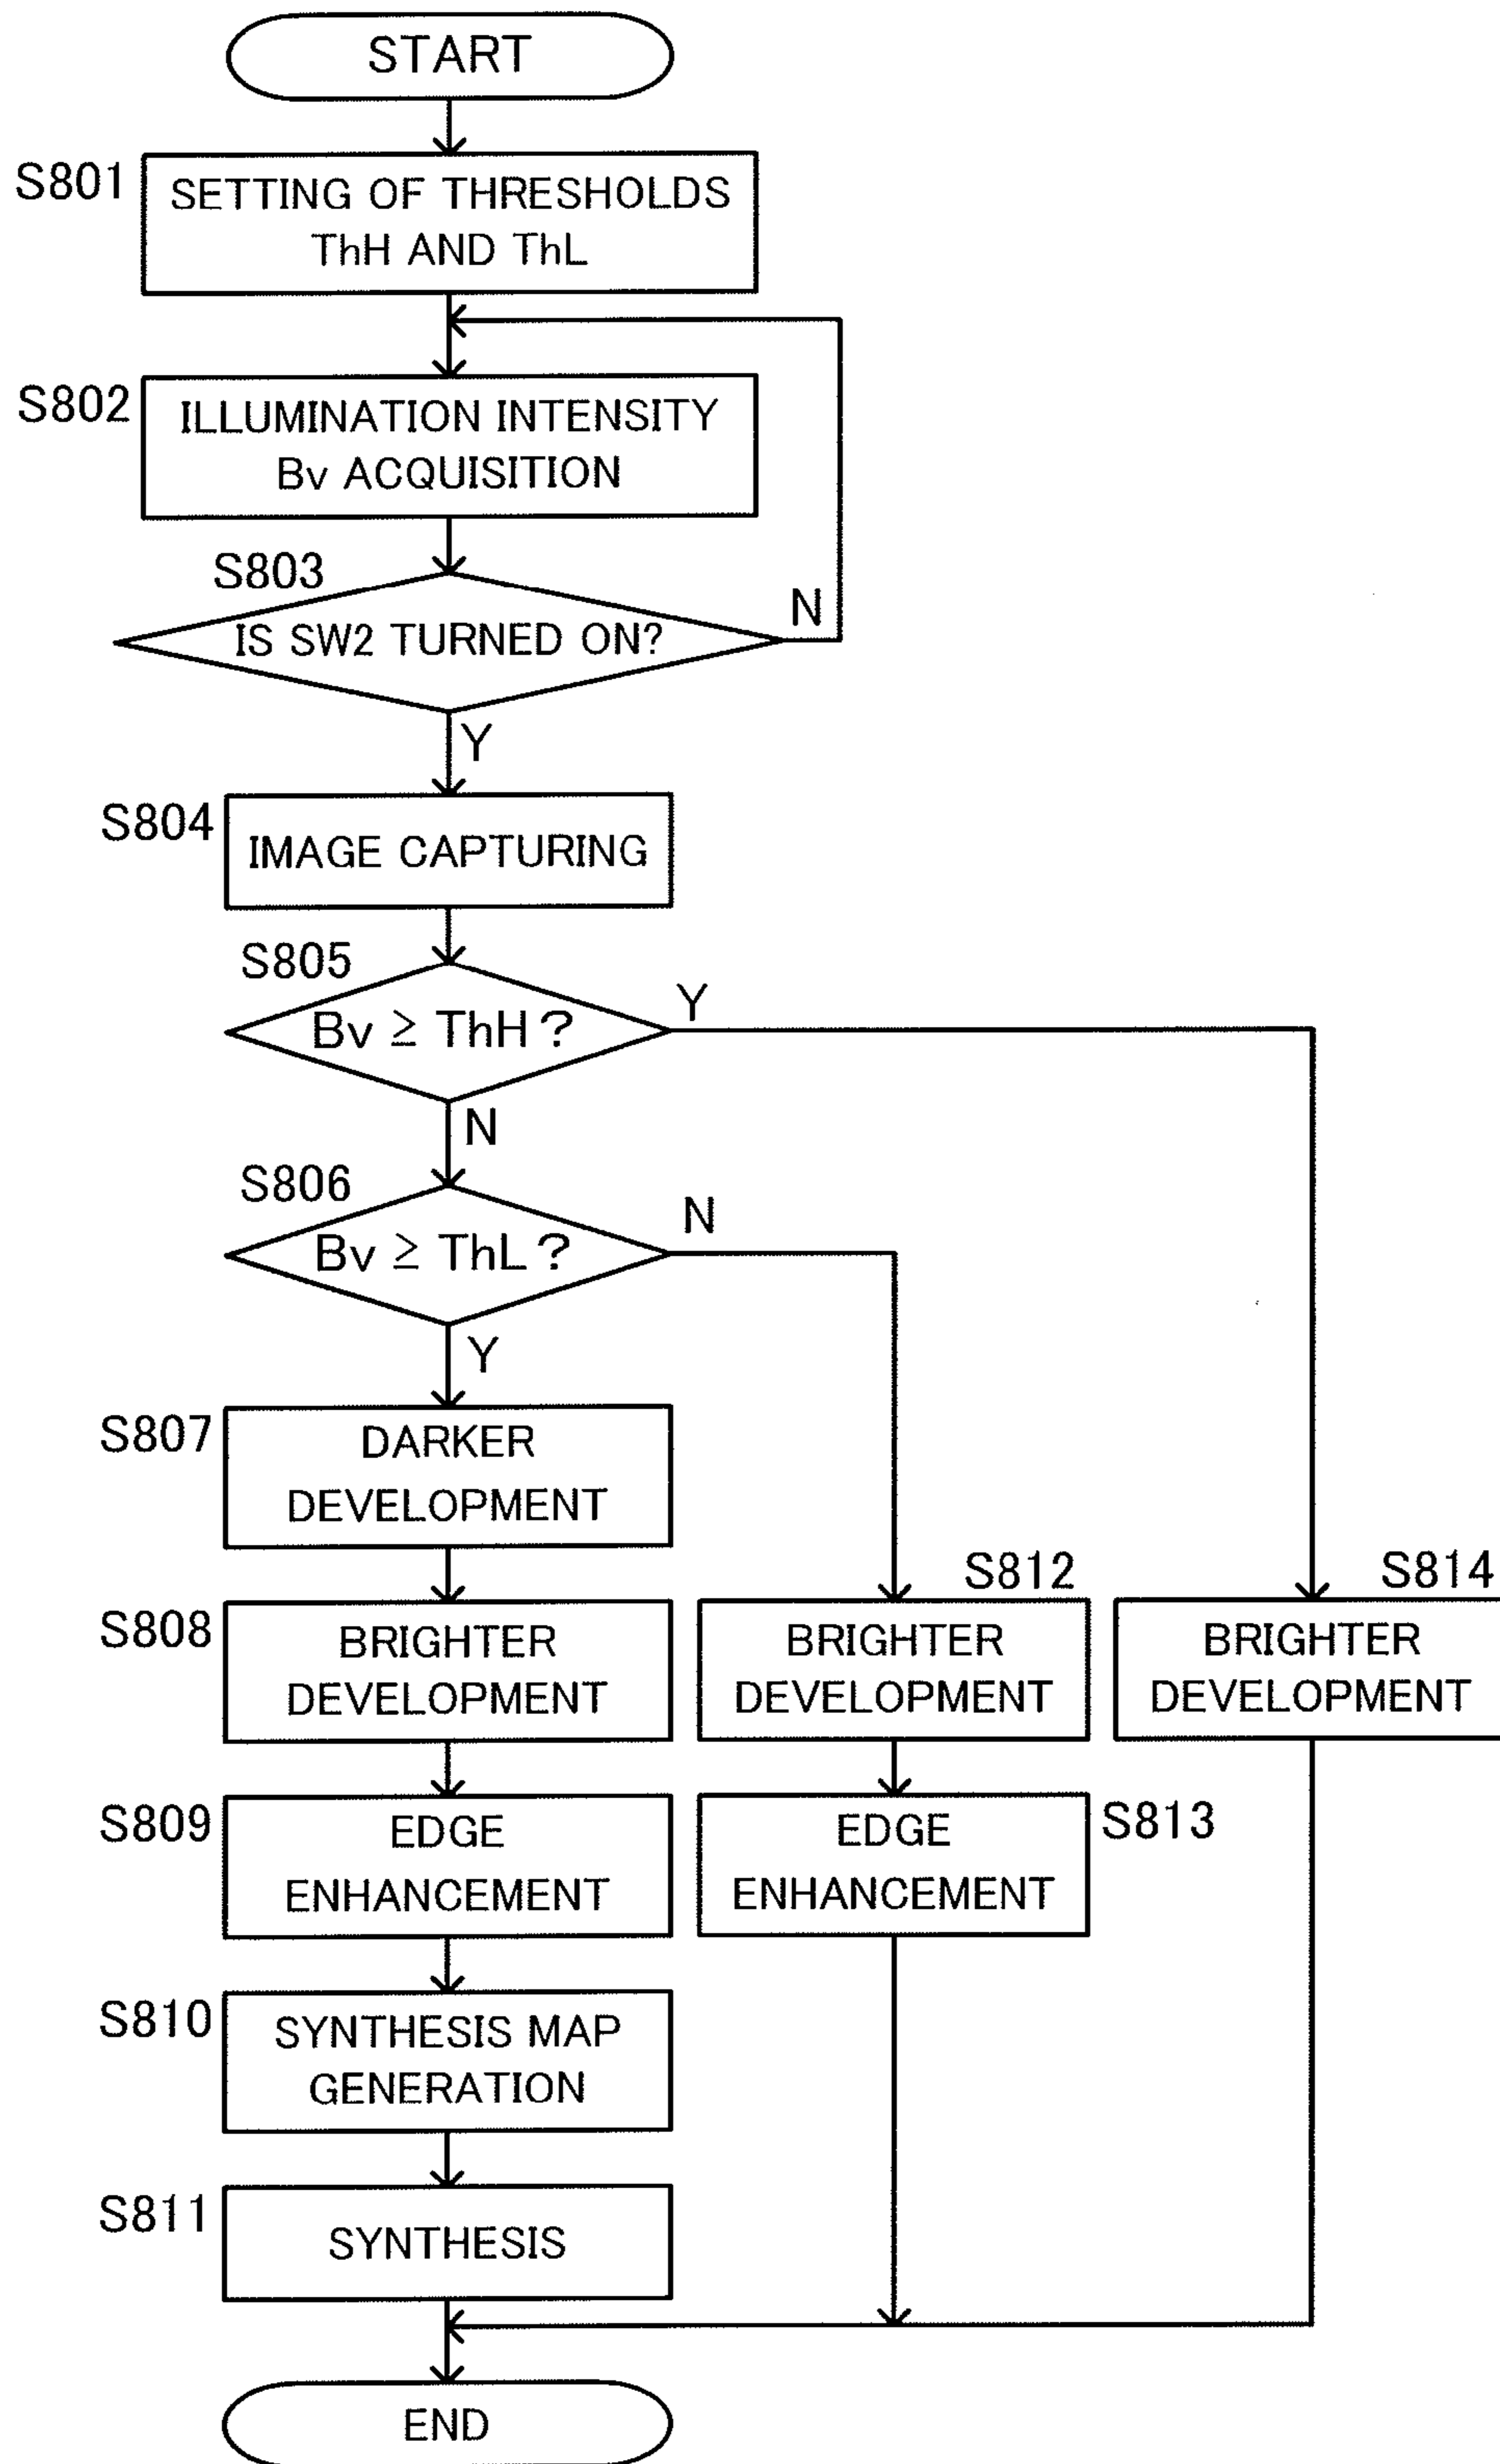 START
S801
SETTING OF THRESHOLDS
ThH AND ThL
S802
ILLUMINATION INTENSITY
Bv ACQUISITION
S803
IS SW2 TURNED ON?
N
Y
S804
IMAGE CAPTURING
S805
Bv ≥ ThH ?
Y
N
S806
Bv ≥ ThL ?
N
Y
S807
DARKER
DEVELOPMENT
S808
BRIGHTER
DEVELOPMENT
S812
BRIGHTER
DEVELOPMENT
S814
BRIGHTER
DEVELOPMENT
S809
EDGE
ENHANCEMENT
EDGE
ENHANCEMENT
S813
S810
SYNTHESIS MAP
GENERATION
S811
SYNTHESIS
END